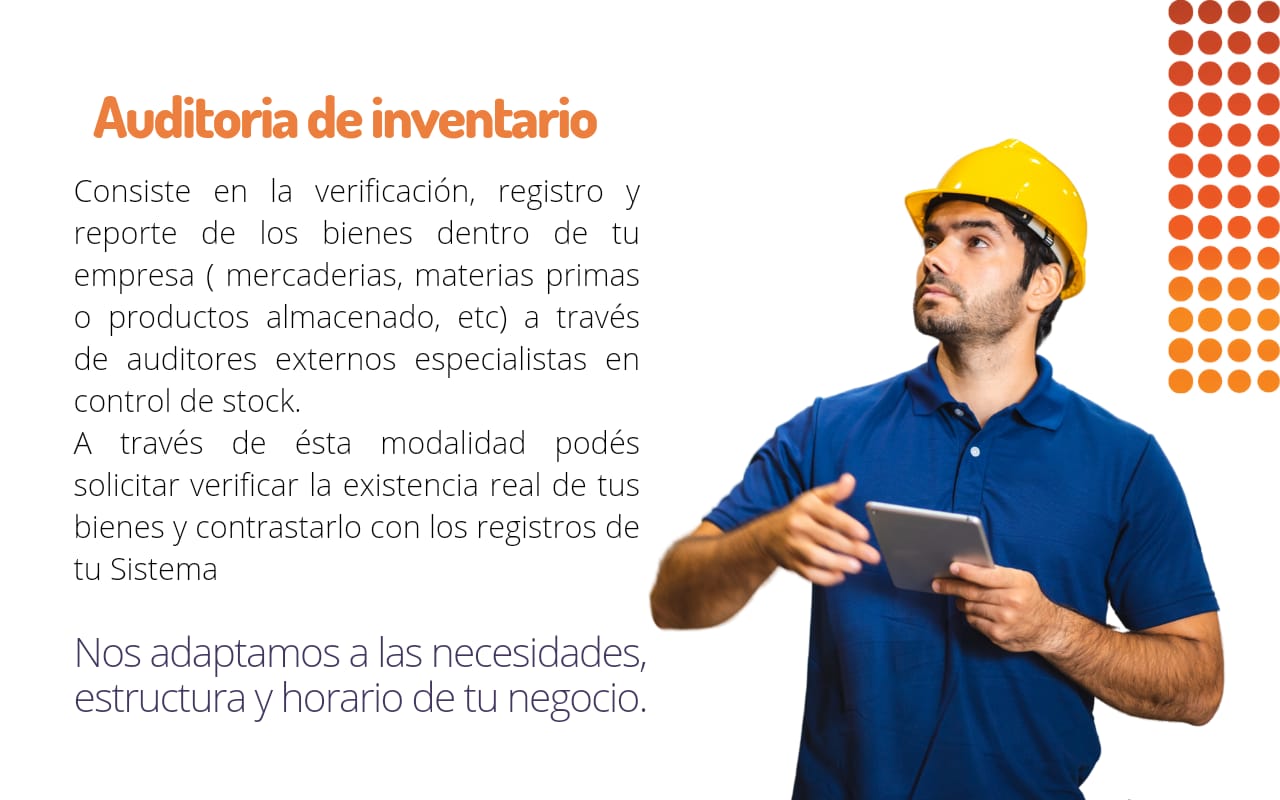 Auditoria de inventario
Consiste en la verificación, registro y
reporte de los bienes dentro de tu
empresa ( mercaderias, materias primas
o productos almacenado, etc) a través
de auditores externos especialistas en
control de stock.
A través de ésta modalidad podés
solicitar verificar la existencia real de tus
bienes y contrastarlo con los registros de
tu Sistema
Nos adaptamos a las necesidades,
estructura y horario de tu negocio.